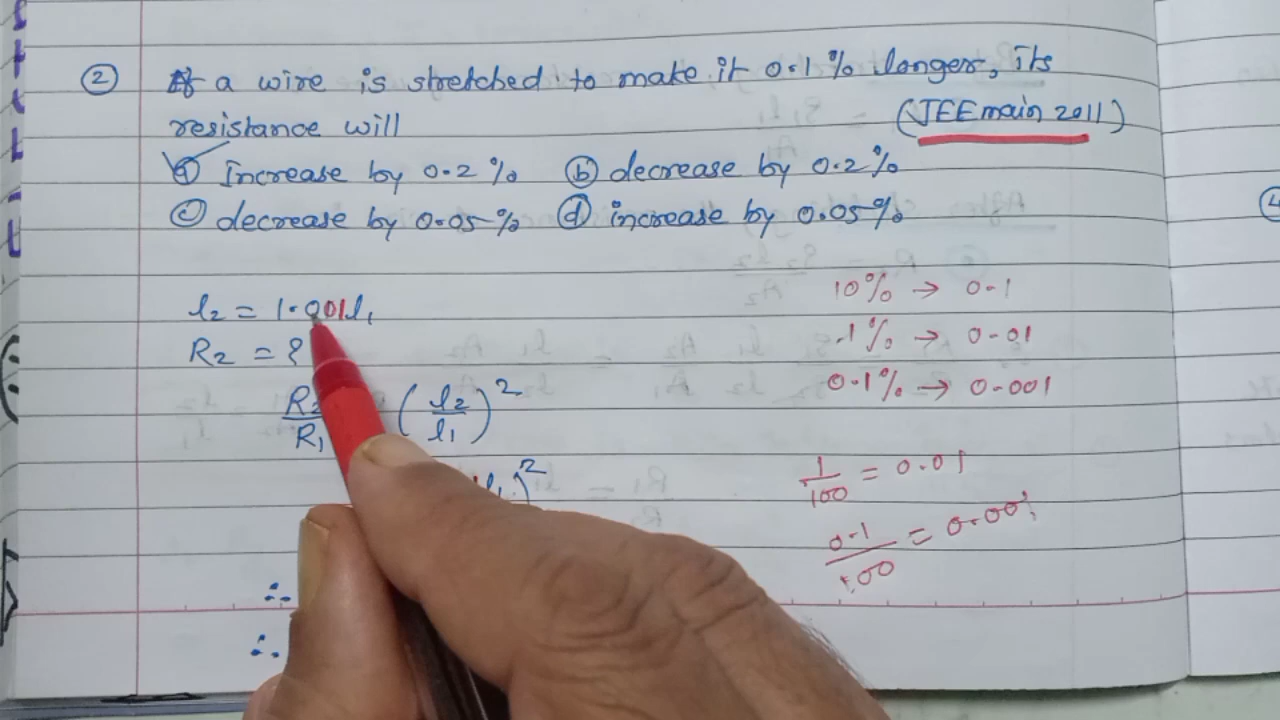 ② If a wire is stretched to make it 0.1% longer, its
resistance will (JEE main 2011)
ⓐ Increase by 0.2% ⓑ decrease by 0.2%
ⓒ decrease by 0.05% ⓓ increase by 0.05%
l₂ = 1.001l₁
R₂ = ?
R₂/R₁ (l₂/l₁)²
l₁)²
∴
∴
10% → 0.1
1% → 0.01
0.1% → 0.001
1/100 = 0.01
0.1/100 = 0.001